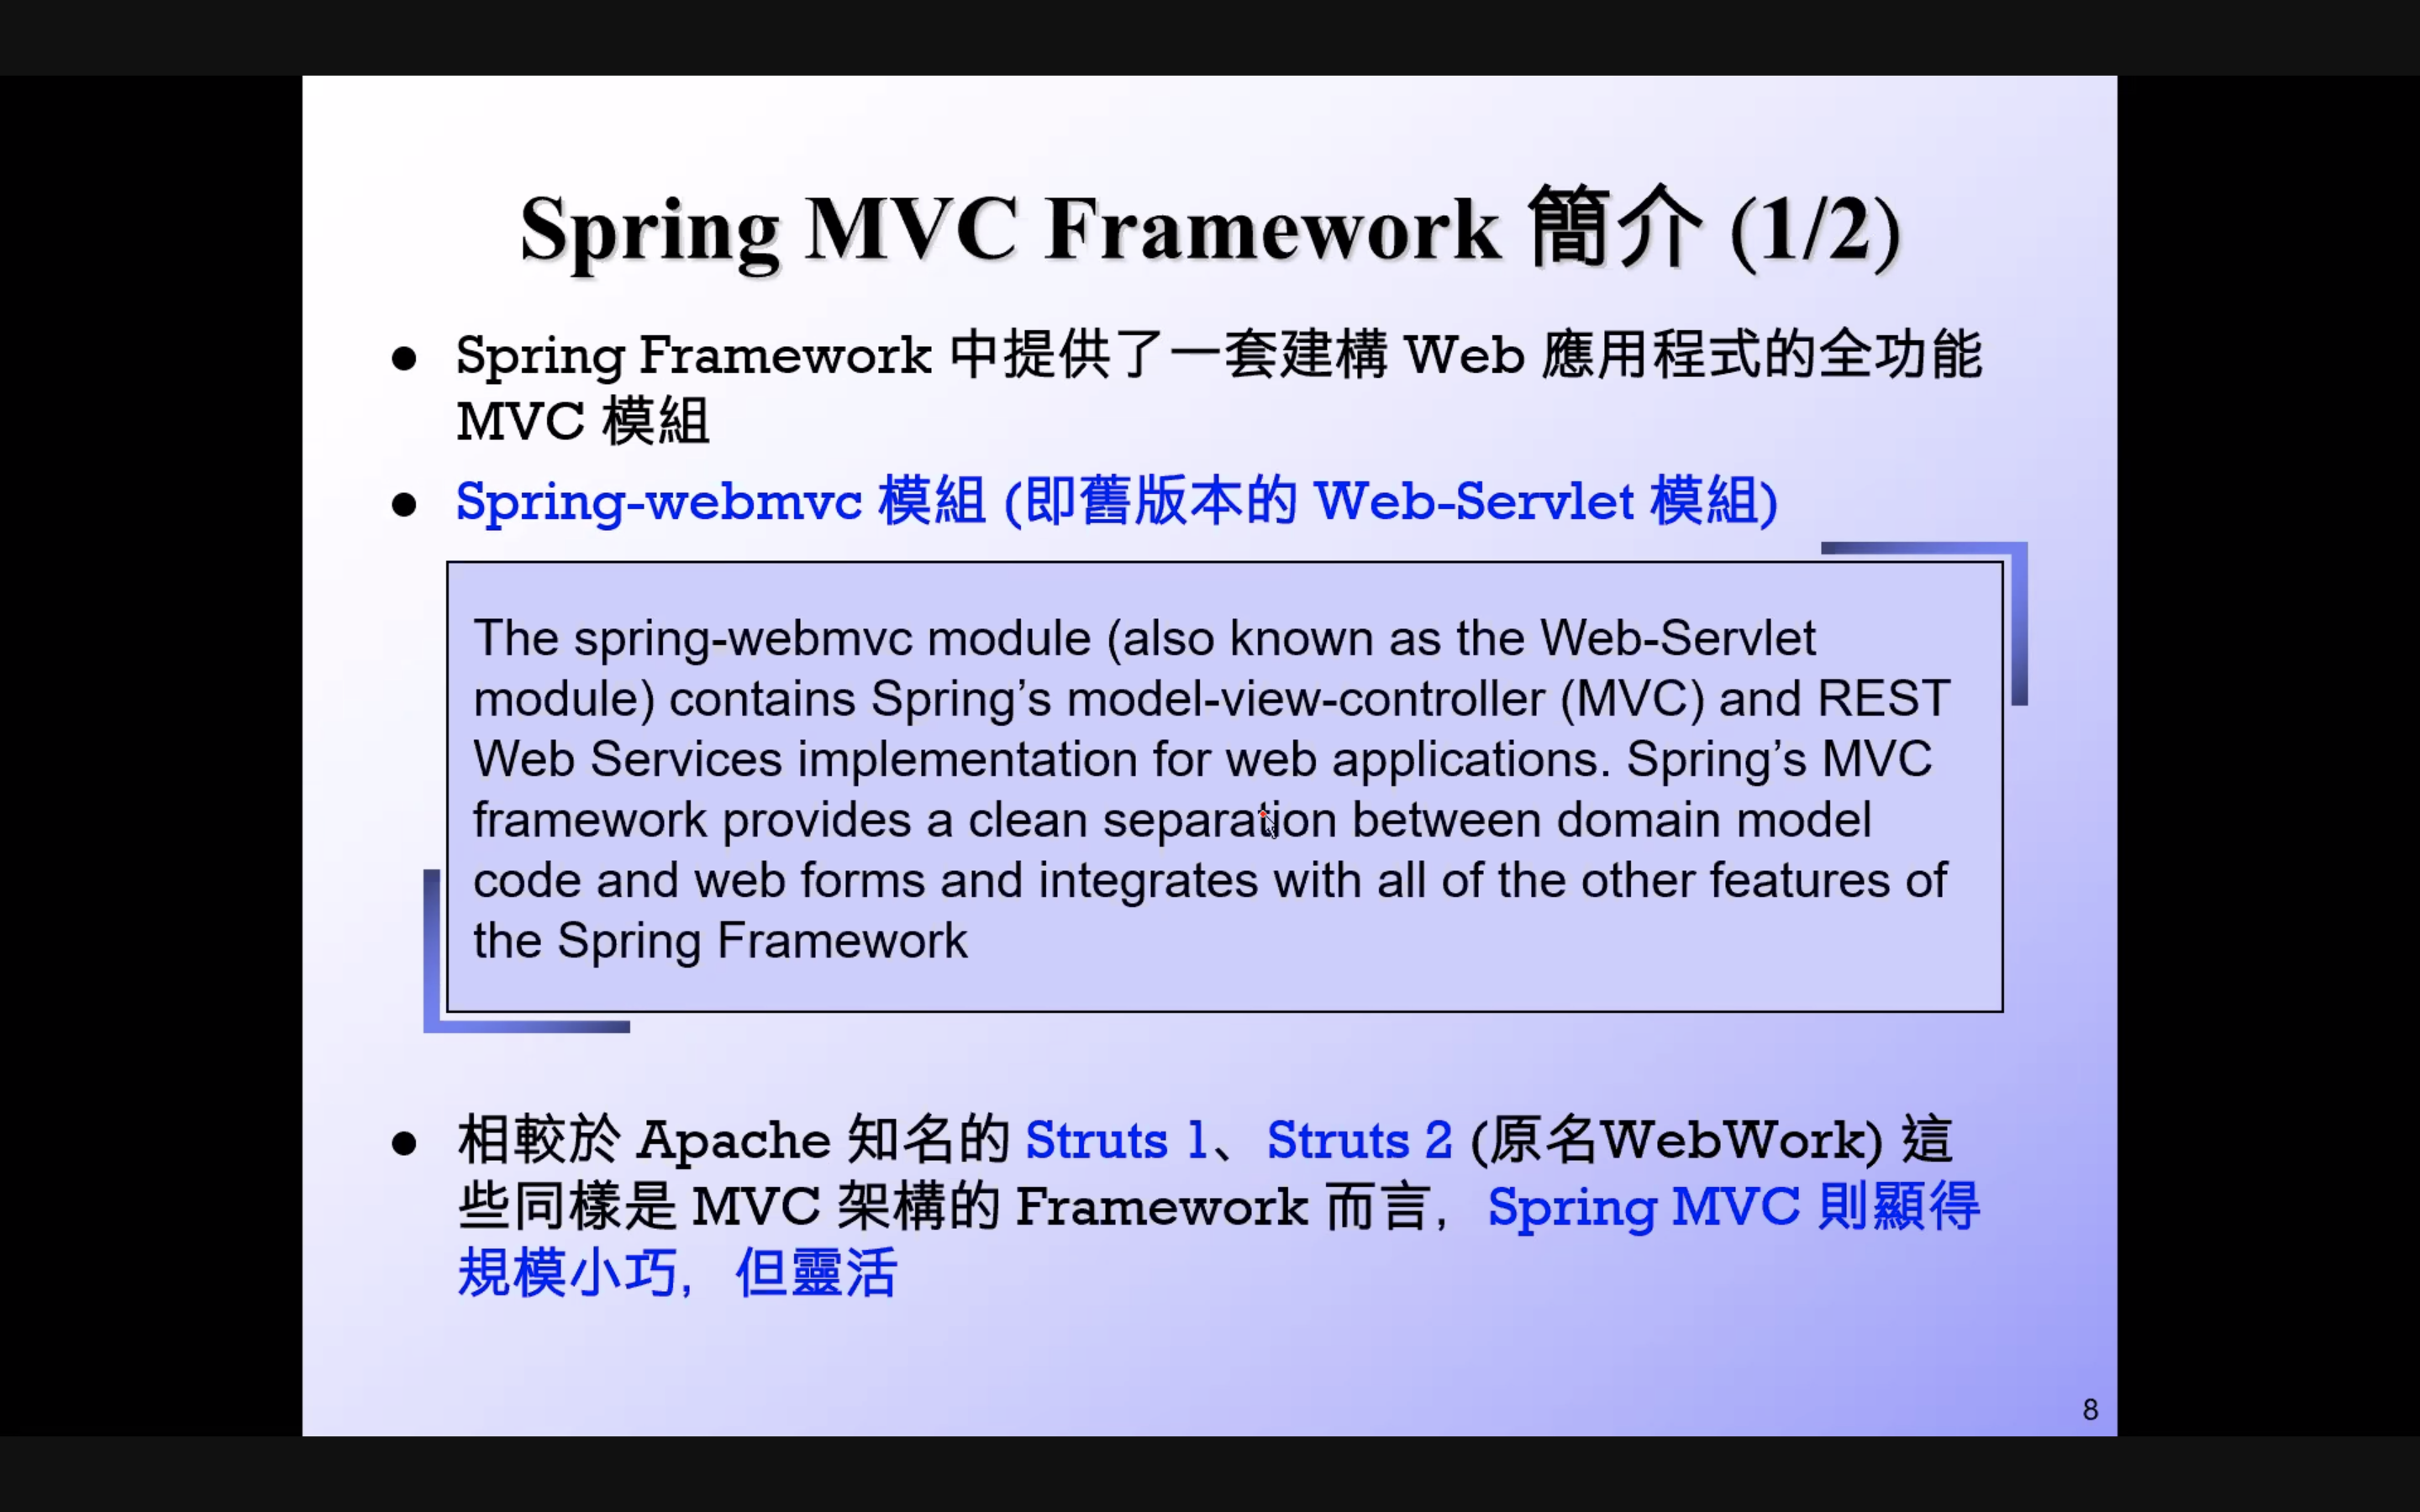 Spring MVC Framework 簡介 (1/2)
● Spring Framework 中提供了一套建構 Web 應用程式的全功能
MVC 模組
● Spring-webmvc 模組 (即舊版本的 Web-Servlet 模組)
The spring-webmvc module (also known as the Web-Servlet
module) contains Spring’s model-view-controller (MVC) and REST
Web Services implementation for web applications. Spring’s MVC
framework provides a clean separation between domain model
code and web forms and integrates with all of the other features of
the Spring Framework
● 相較於 Apache 知名的 Struts 1、Struts 2 (原名WebWork) 這
些同樣是 MVC 架構的 Framework 而言, Spring MVC 則顯得
規模小巧, 但靈活
8